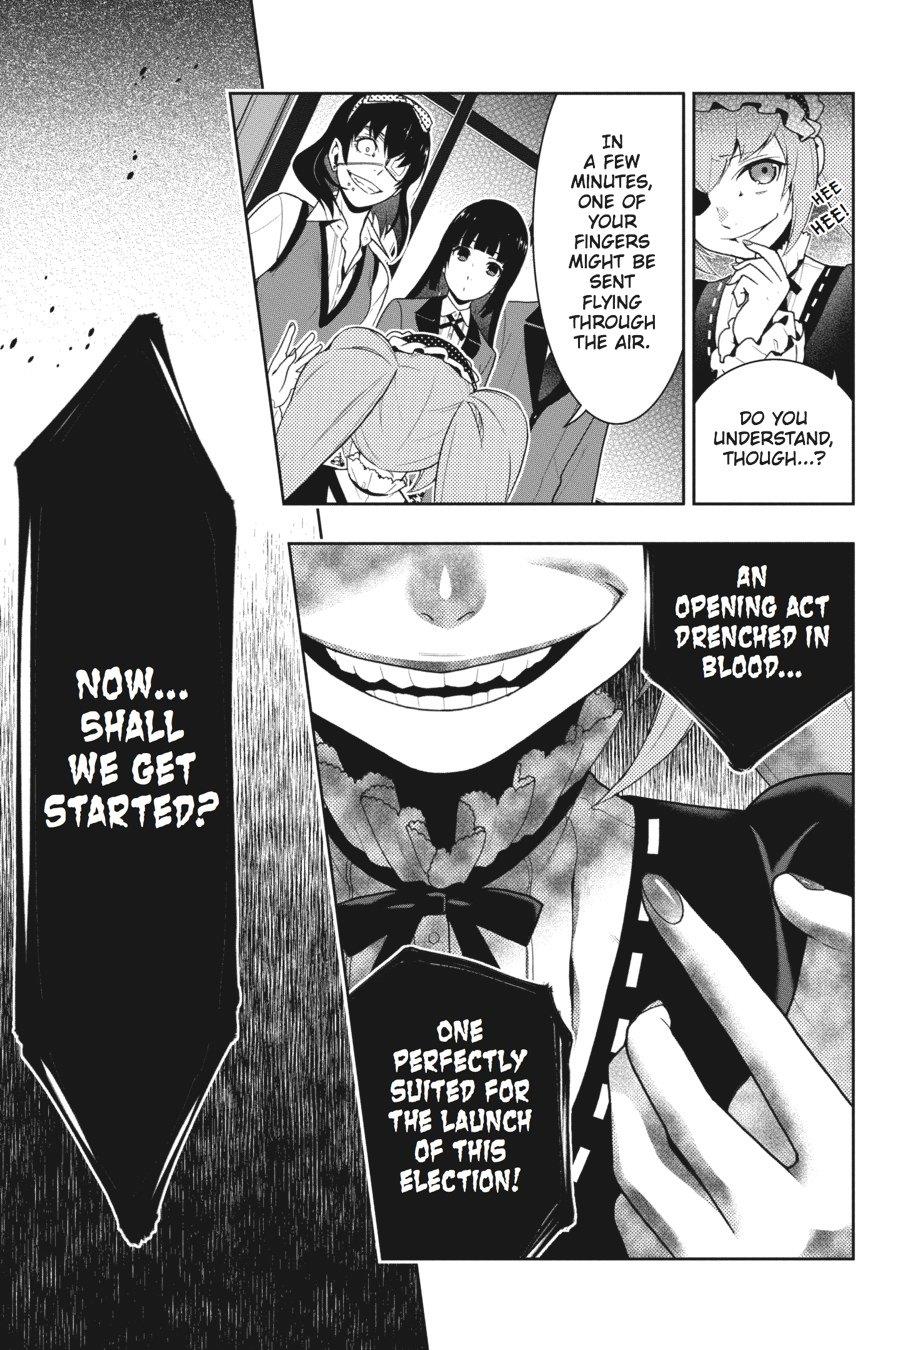 HEE
HEE!
DO YOU
UNDERSTAND,
THOUGH...?
IN
A FEW
MINUTES,
ONE OF
YOUR
FINGERS
MIGHT BE
SENT
FLYING
THROUGH
THE AIR.
AN
OPENING ACT
DRENCHED IN
BLOOD...
ONE
PERFECTLY
SUITED FOR
THE LAUNCH
OF THIS
ELECTION!
NOW...
SHALL
WE GET
STARTED?